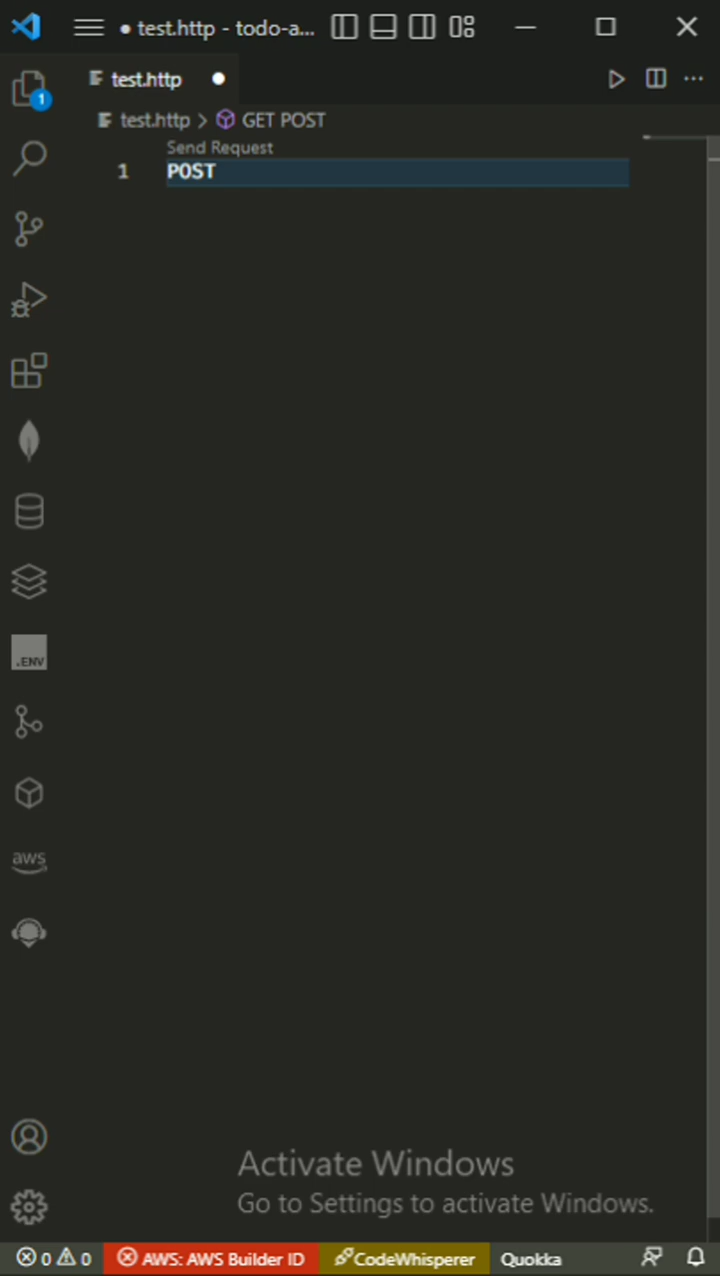 ● test.http - todo-a...
test.http ●
test.http > GET POST
1
Send Request
1 POST
.ENV
aws
Activate Windows
Go to Settings to activate Windows.
0 0 AWS: AWS Builder ID CodeWhisperer Quokka